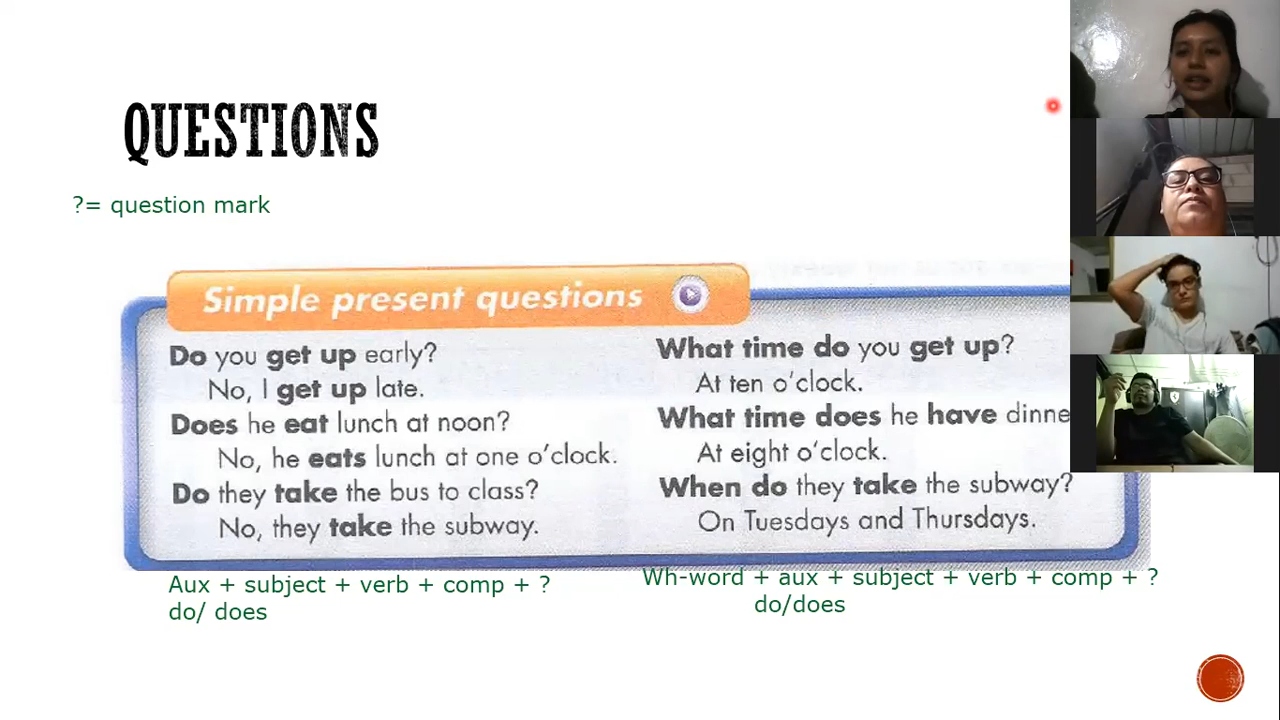 QUESTIONS
?= question mark
Simple present questions
Do you get up early?
No, I get up late.
Does he eat lunch at noon?
No, he eats lunch at one o'clock.
Do they take the bus to class?
No, they take the subway.
What time do you get up?
At ten o'clock.
What time does he have
At eight o'clock.
When do they take the subway?
On Tuesdays and Thursdays.
Aux + subject + verb + comp + ?
do/ does
Wh-word + aux + subject + verb + comp + ?
do/does